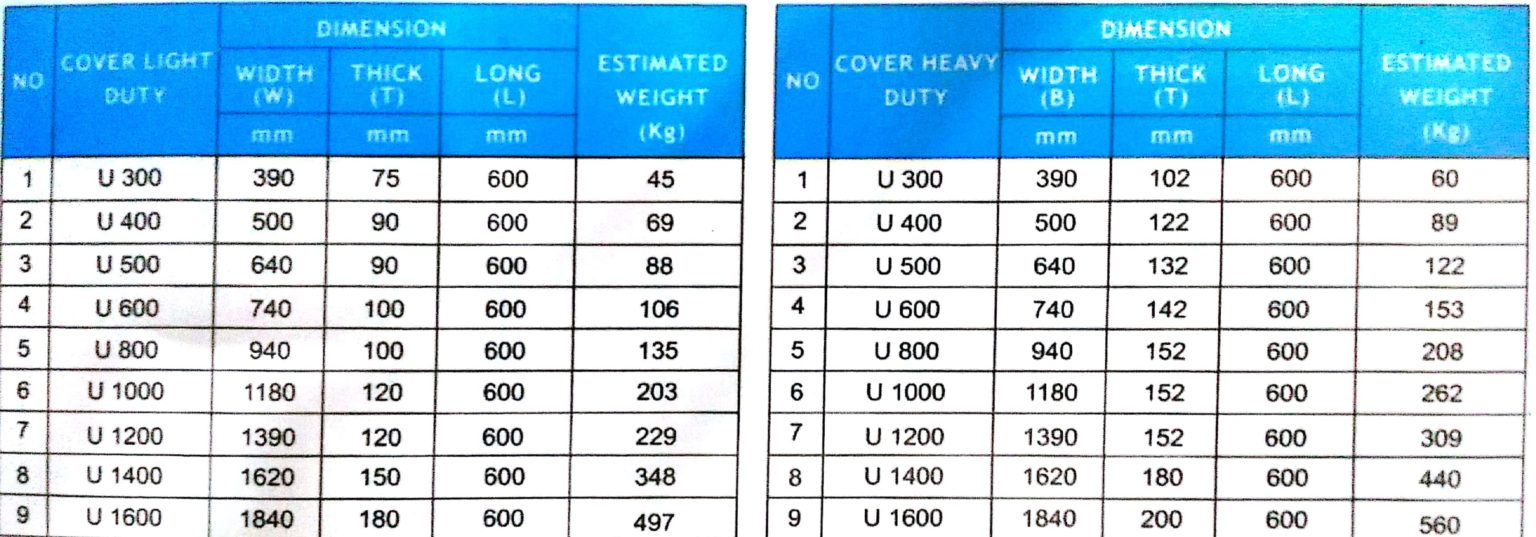 NO COVER LIGHT DUTY DIMENSION ESTIMATED WEIGHT (Kg)
WIDTH (W) THICK (T) LONG (L)
mm mm mm
1 U 300 390 75 600 45
2 U 400 500 90 600 69
3 U 500 640 90 600 88
4 U 600 740 100 600 106
5 U 800 940 100 600 135
6 U 1000 1180 120 600 203
7 U 1200 1390 120 600 229
8 U 1400 1620 150 600 348
9 U 1600 1840 180 600 497
NO COVER HEAVY DUTY DIMENSION ESTIMATED WEIGHT (Kg)
WIDTH (B) THICK (T) LONG (L)
mm mm mm
1 U 300 390 102 600 60
2 U 400 500 122 600 89
3 U 500 640 132 600 122
4 U 600 740 142 600 153
5 U 800 940 152 600 208
6 U 1000 1180 152 600 262
7 U 1200 1390 152 600 309
8 U 1400 1620 180 600 440
9 U 1600 1840 200 600 560